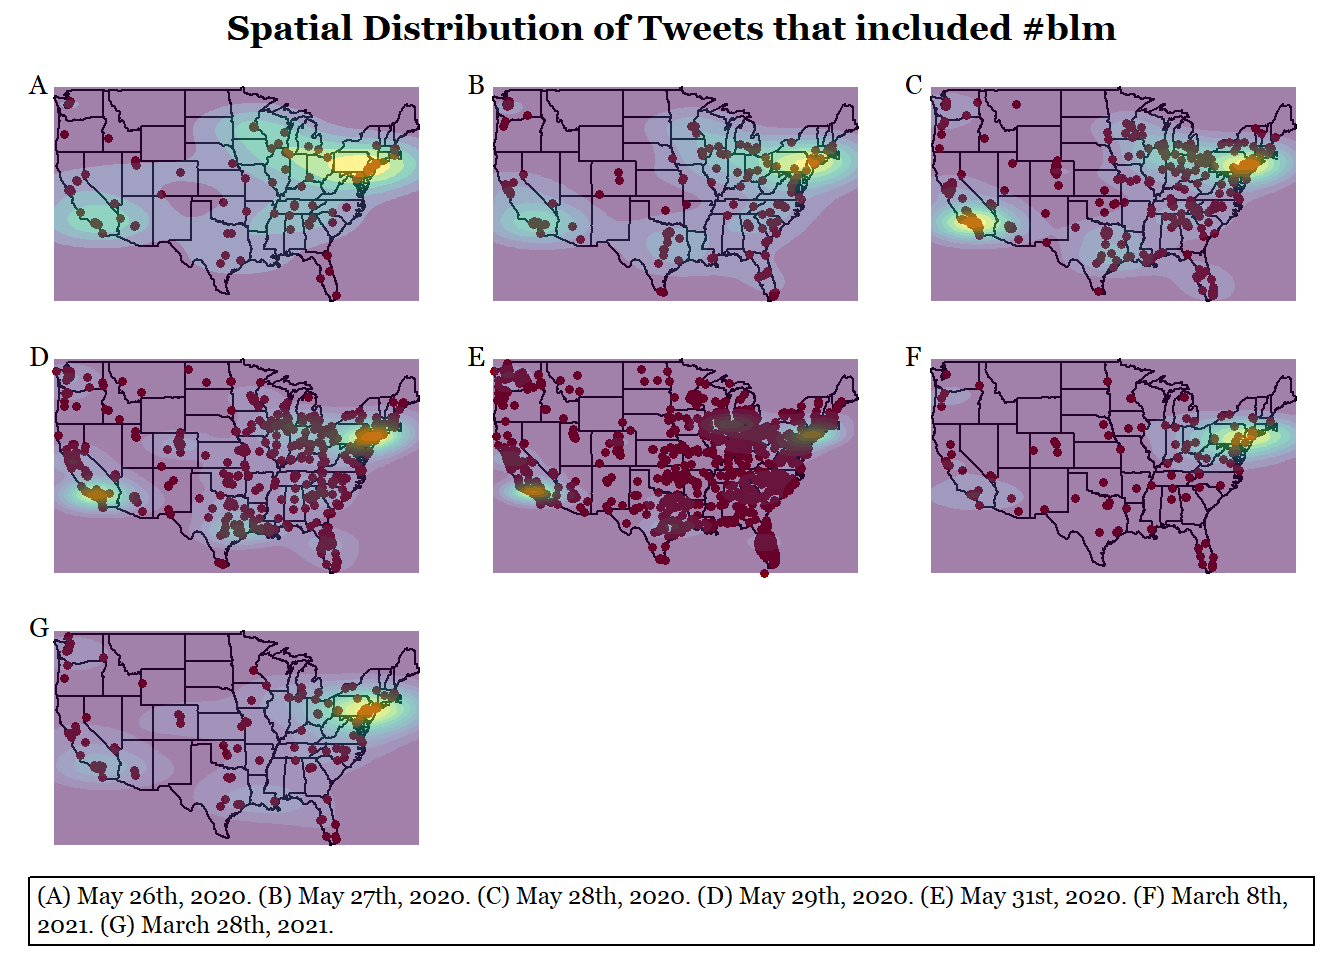 Spatial Distribution of Tweets that included #blm
A
B
C
D
E
F
G
(A) May 26th, 2020. (B) May 27th, 2020. (C) May 28th, 2020. (D) May 29th, 2020. (E) May 31st, 2020. (F) March 8th,
2021. (G) March 28th, 2021.